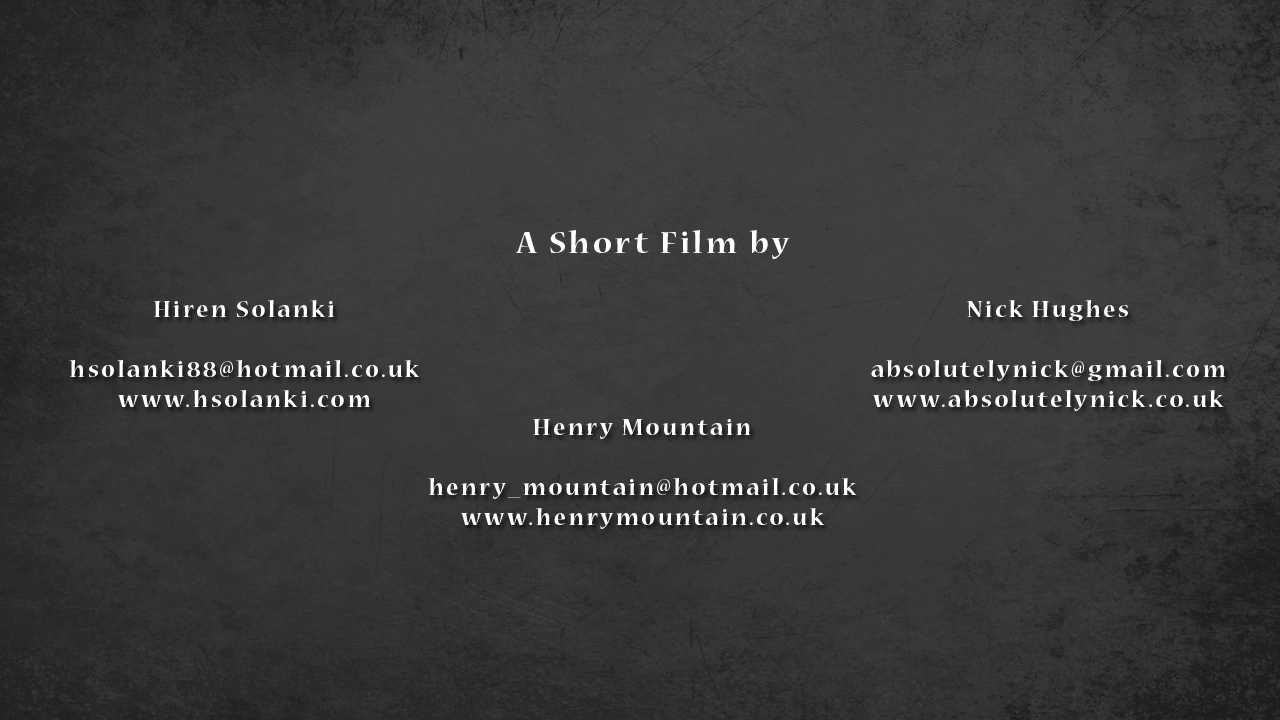 A Short Film by
Hiren Solanki
hsolanki88@hotmail.co.uk
www.hsolanki.com
Nick Hughes
absolutelynick@gmail.com
www.absolutelynick.co.uk
Henry Mountain
henry_mountain@hotmail.co.uk
www.henrymountain.co.uk